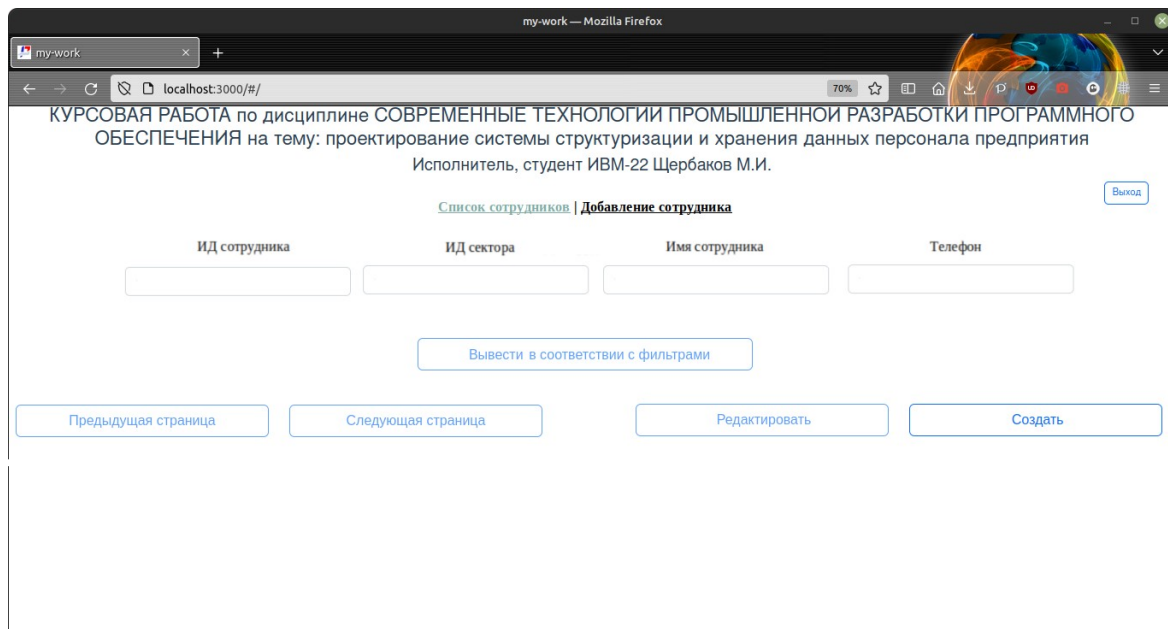 my-work — Mozilla Firefox
my-work
localhost:3000/#/
70%
КУРСОВАЯ РАБОТА по дисциплине СОВРЕМЕННЫЕ ТЕХНОЛОГИИ ПРОМЫШЛЕННОЙ РАЗРАБОТКИ ПРОГРАММНОГО
ОБЕСПЕЧЕНИЯ на тему: проектирование системы структуризации и хранения данных персонала предприятия
Исполнитель, студент ИВМ-22 Щербаков М.И.
Выход
Список сотрудников | Добавление сотрудника
ИД сотрудника ИД сектора Имя сотрудника Телефон
Вывести в соответствии с фильтрами
Предыдущая страница Следующая страница Редактировать Создать